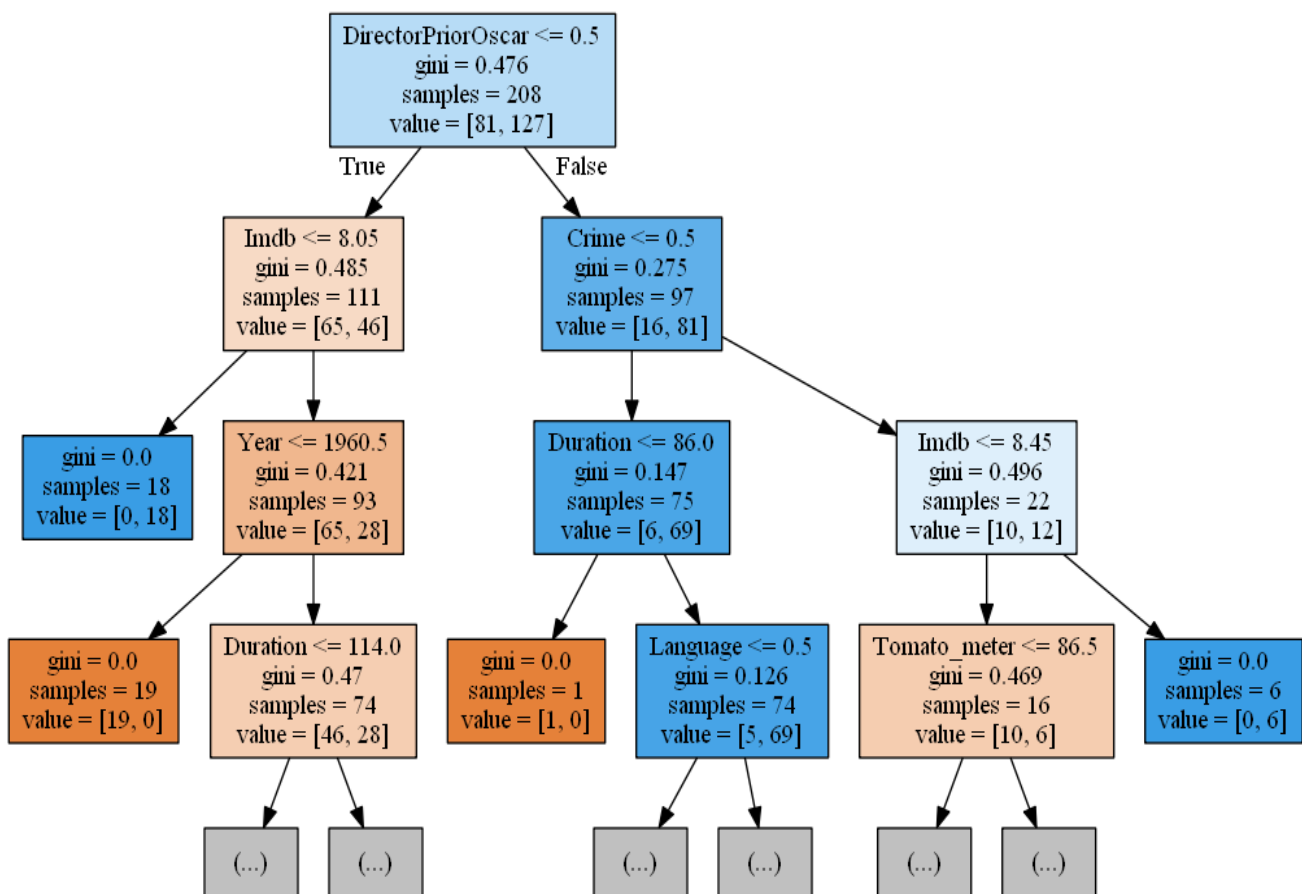 DirectorPriorOscar <= 0.5
gini = 0.476
samples = 208
value = [81, 127]
True
False
Imdb <= 8.05
gini = 0.485
samples = 111
value = [65, 46]
Crime <= 0.5
gini = 0.275
samples = 97
value = [16, 81]
gini = 0.0
samples = 18
value = [0, 18]
Year <= 1960.5
gini = 0.421
samples = 93
value = [65, 28]
Duration <= 86.0
gini = 0.147
samples = 75
value = [6, 69]
Imdb <= 8.45
gini = 0.496
samples = 22
value = [10, 12]
gini = 0.0
samples = 19
value = [19, 0]
Duration <= 114.0
gini = 0.47
samples = 74
value = [46, 28]
gini = 0.0
samples = 1
value = [1, 0]
Language <= 0.5
gini = 0.126
samples = 74
value = [5, 69]
Tomato_meter <= 86.5
gini = 0.469
samples = 16
value = [10, 6]
gini = 0.0
samples = 6
value = [0, 6]
(...)
(...)
(...)
(...)
(...)
(...)